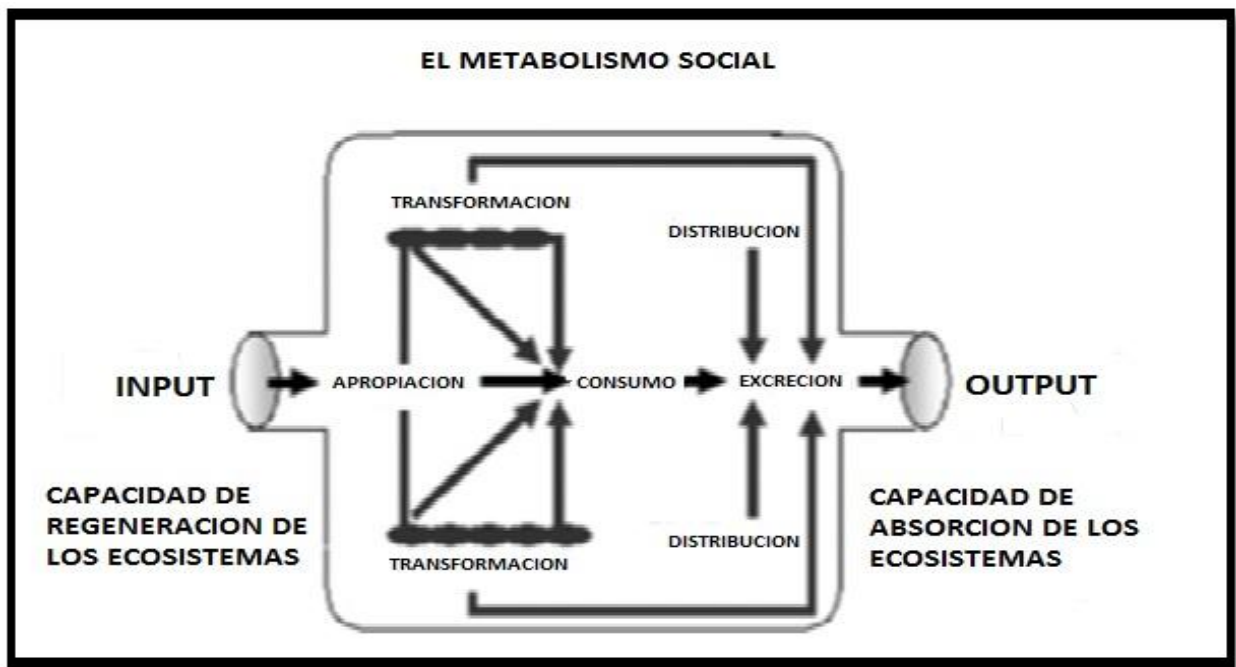 EL METABOLISMO SOCIAL
TRANSFORMACION
DISTRIBUCION
INPUT
APROPIACION
CONSUMO
EXCRECION
OUTPUT
CAPACIDAD DE
REGENERACION DE
LOS ECOSISTEMAS
CAPACIDAD DE
ABSORCION DE LOS
ECOSISTEMAS
DISTRIBUCION
TRANSFORMACION